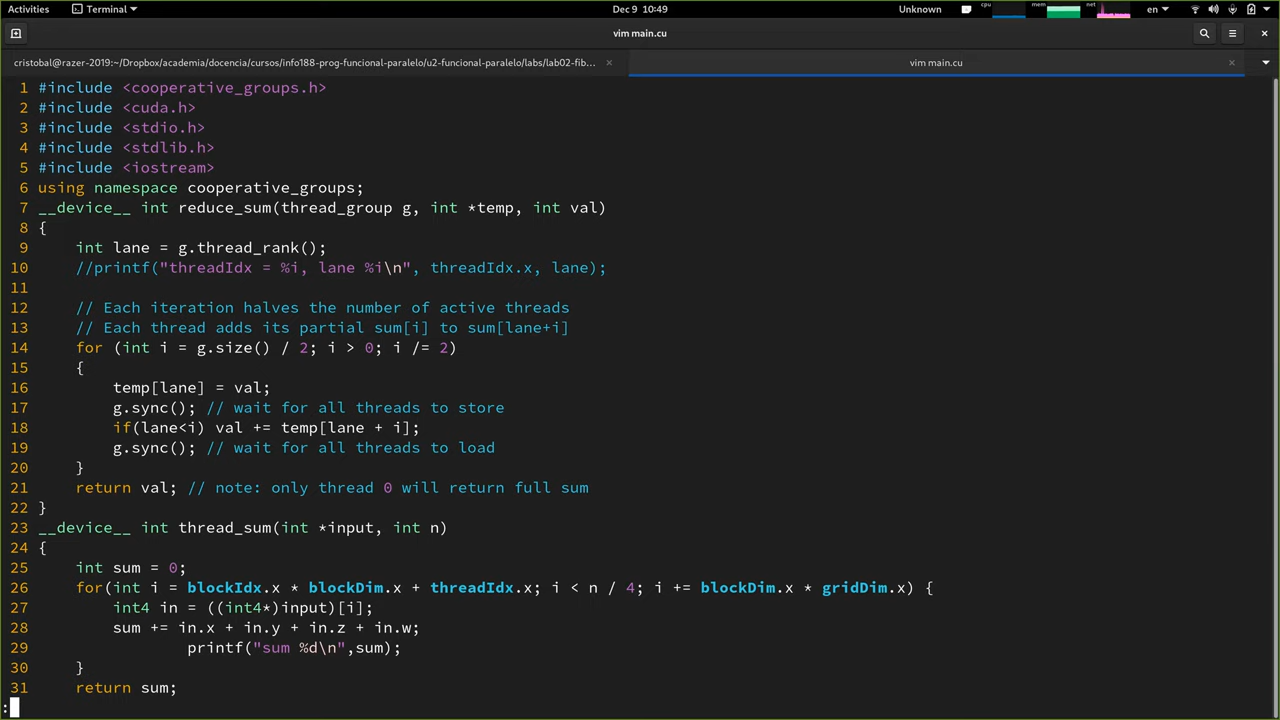 Activities Terminal Dec 9 10:49 Unknown cpu mem net en
vim main.cu
cristobal@razer-2019:~/Dropbox/academia/docencia/cursos/info188-prog-funcional-paralelo/u2-funcional-paralelo/labs/lab02-fib... × vim main.cu ×
1 #include <cooperative_groups.h>
2 #include <cuda.h>
3 #include <stdio.h>
4 #include <stdlib.h>
5 #include <iostream>
6 using namespace cooperative_groups;
7 __device__ int reduce_sum(thread_group g, int *temp, int val)
8 {
9     int lane = g.thread_rank();
10     //printf("threadIdx = %i, lane %i\n", threadIdx.x, lane);
11
12     // Each iteration halves the number of active threads
13     // Each thread adds its partial sum[i] to sum[lane+i]
14     for (int i = g.size() / 2; i > 0; i /= 2)
15     {
16         temp[lane] = val;
17         g.sync(); // wait for all threads to store
18         if(lane<i) val += temp[lane + i];
19         g.sync(); // wait for all threads to load
20     }
21     return val; // note: only thread 0 will return full sum
22 }
23 __device__ int thread_sum(int *input, int n)
24 {
25     int sum = 0;
26     for(int i = blockIdx.x * blockDim.x + threadIdx.x; i < n / 4; i += blockDim.x * gridDim.x) {
27         int4 in = ((int4*)input)[i];
28         sum += in.x + in.y + in.z + in.w;
29                 printf("sum %d\n",sum);
30     }
31     return sum;
: